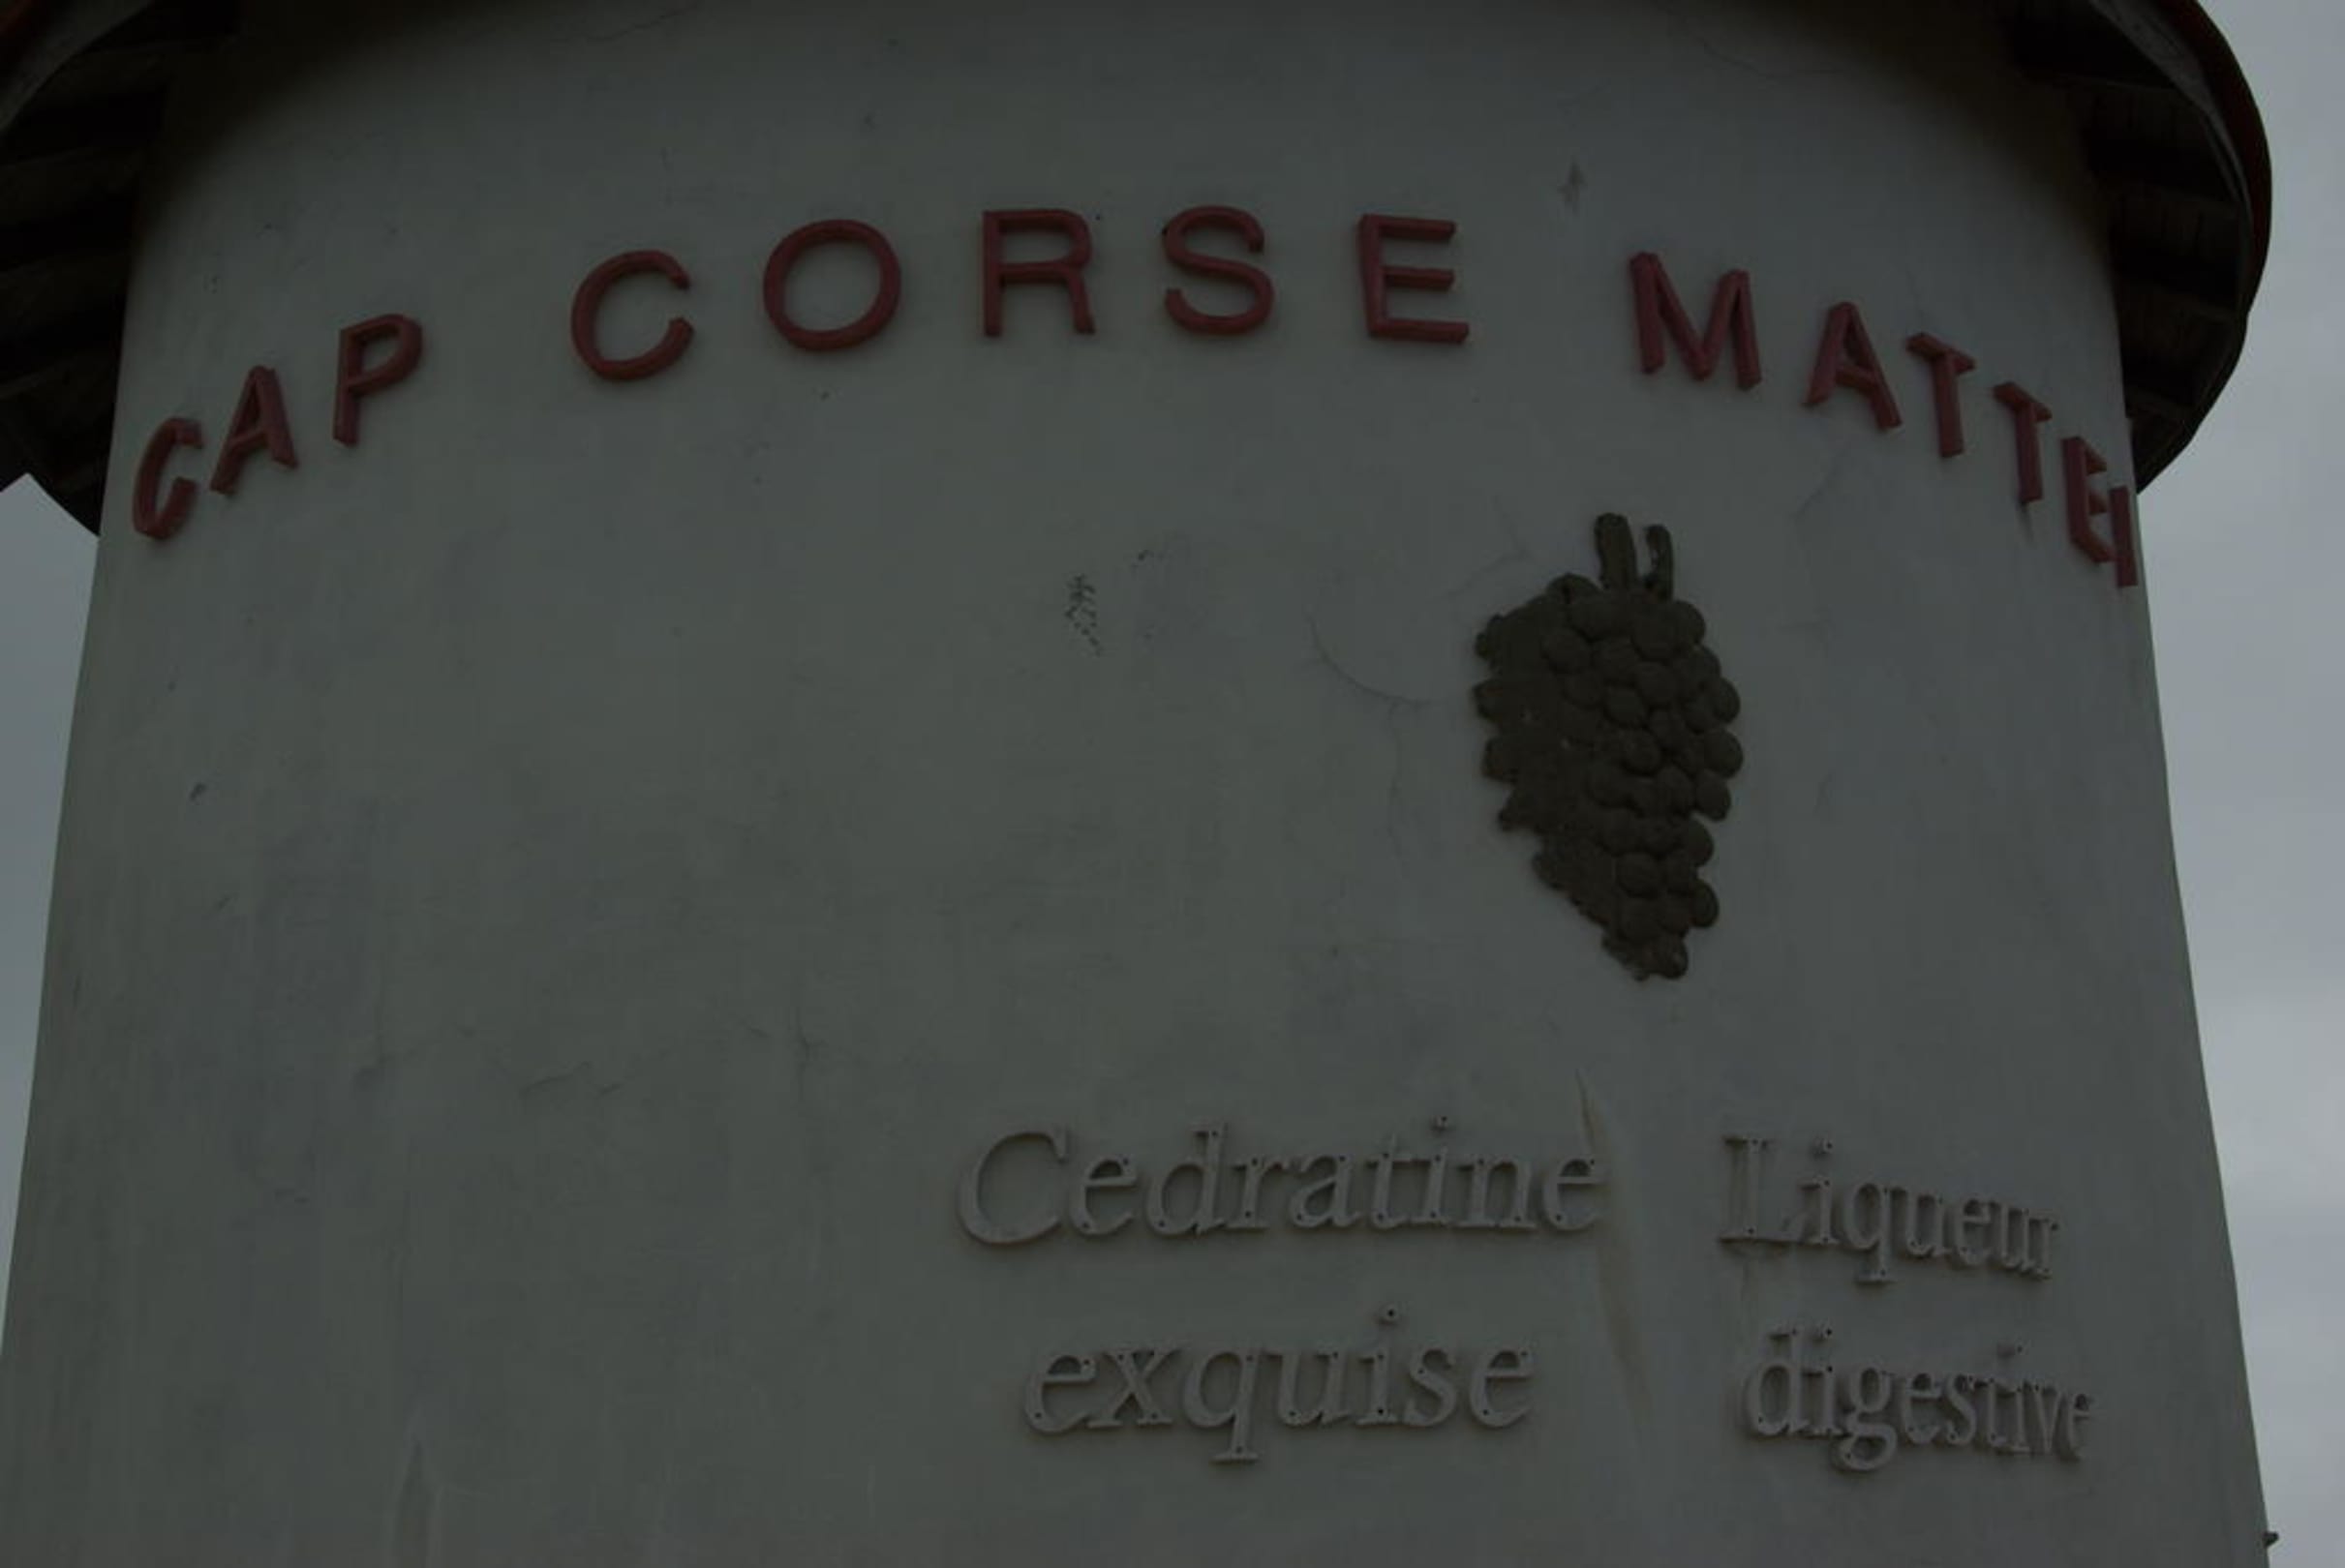 CAP CORSE MATTEI
Cedratine
exquise
Liqueur
digestive